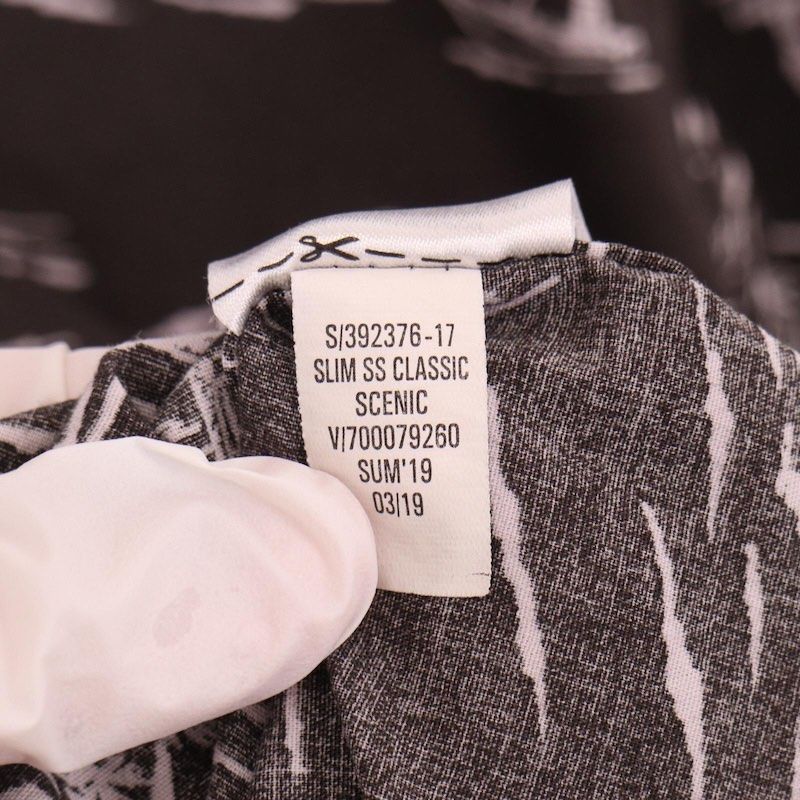 S/392376-17
SLIM SS CLASSIC
SCENIC
V/700079260
SUM'19
03/19